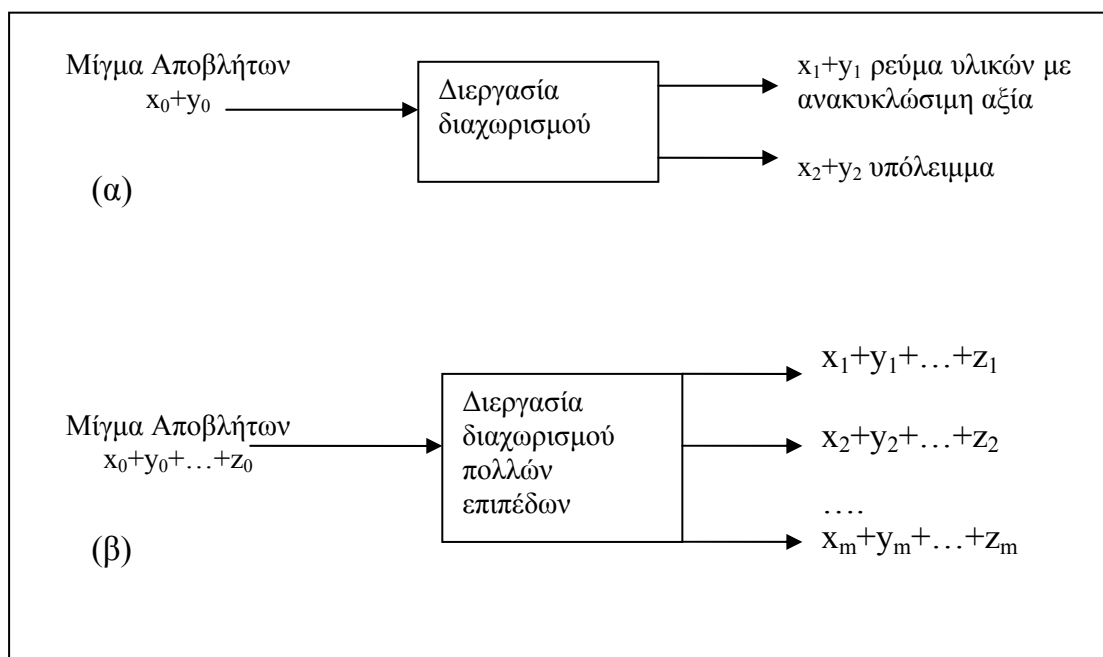 Μίγμα Αποβλήτων
x₀+y₀
Διεργασία
διαχωρισμού
x₁+y₁ ρεύμα υλικών με
ανακυκλώσιμη αξία
x₂+y₂ υπόλειμμα
(α)
Μίγμα Αποβλήτων
x₀+y₀+…+z₀
Διεργασία
διαχωρισμού
πολλών
επιπέδων
x₁+y₁+…+z₁
x₂+y₂+…+z₂
….
xₘ+yₘ+…+zₘ
(β)